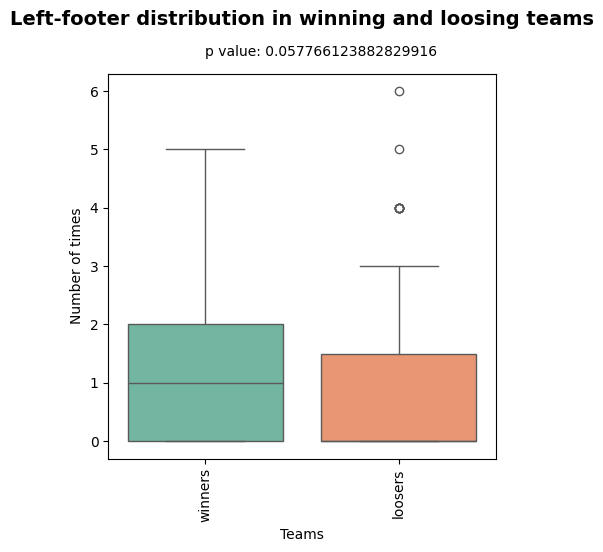 Left-footer distribution in winning and loosing teams
p value: 0.057766123882829916
6
5
4
3
2
1
0
Number of times
winners
loosers
Teams